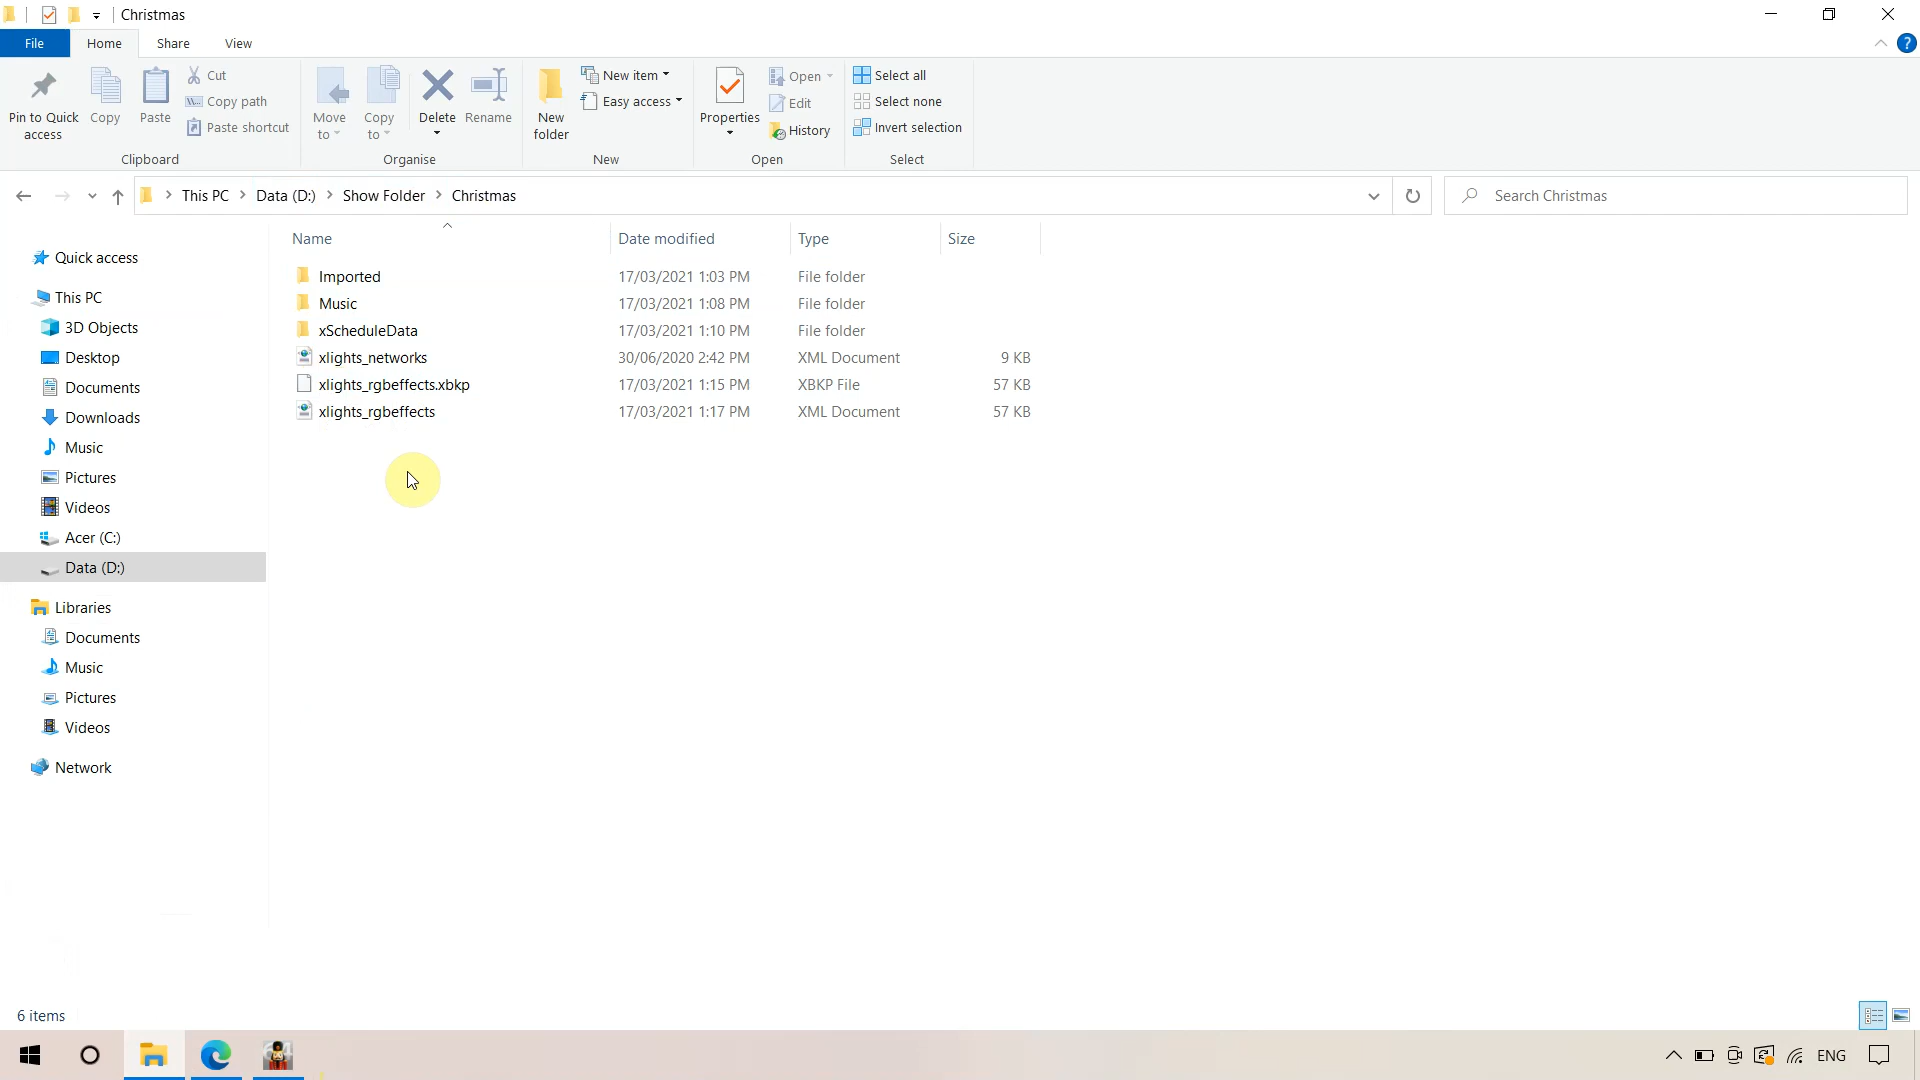 Christmas
File Home Share View
Pin to Quick access
Copy
Paste
Cut
Copy path
Paste shortcut
Clipboard
Move to
Copy to
Delete
Rename
Organise
New folder
New item
Easy access
New
Properties
Open
Edit
History
Open
Select all
Select none
Invert selection
Select
This PC Data (D:) Show Folder Christmas
Search Christmas
Name Date modified Type Size
Imported 17/03/2021 1:03 PM File folder
Music 17/03/2021 1:08 PM File folder
xScheduleData 17/03/2021 1:10 PM File folder
xlights_networks 30/06/2020 2:42 PM XML Document 9 KB
xlights_rgbeffects.xbkp 17/03/2021 1:15 PM XBKP File 57 KB
xlights_rgbeffects 17/03/2021 1:17 PM XML Document 57 KB
Quick access
This PC
3D Objects
Desktop
Documents
Downloads
Music
Pictures
Videos
Acer (C:)
Data (D:)
Libraries
Documents
Music
Pictures
Videos
Network
6 items
ENG